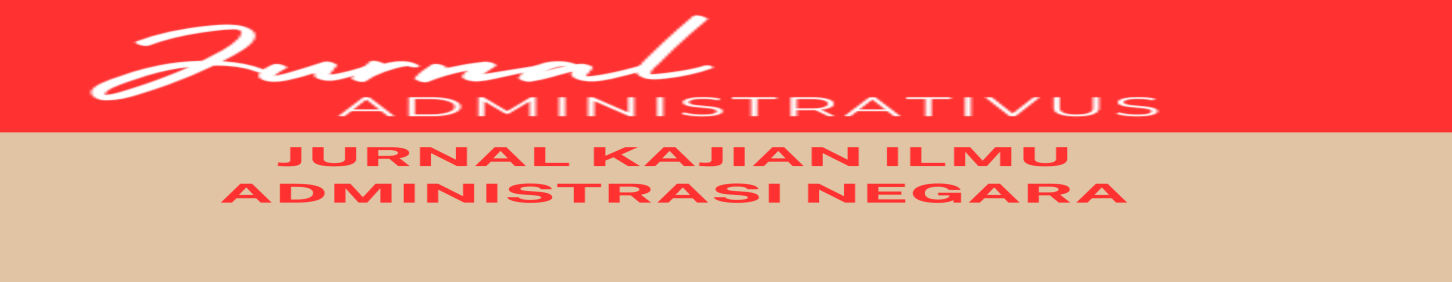 Jurnal
ADMINISTRATIVUS
JURNAL KAJIAN ILMU
ADMINISTRASI NEGARA